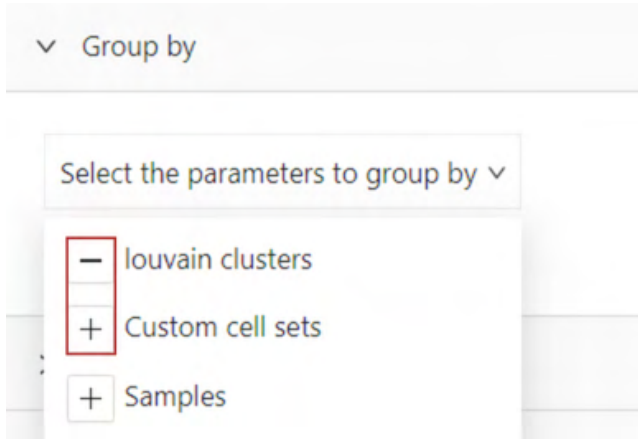 Group by
Select the parameters to group by
louvain clusters
Custom cell sets
Samples